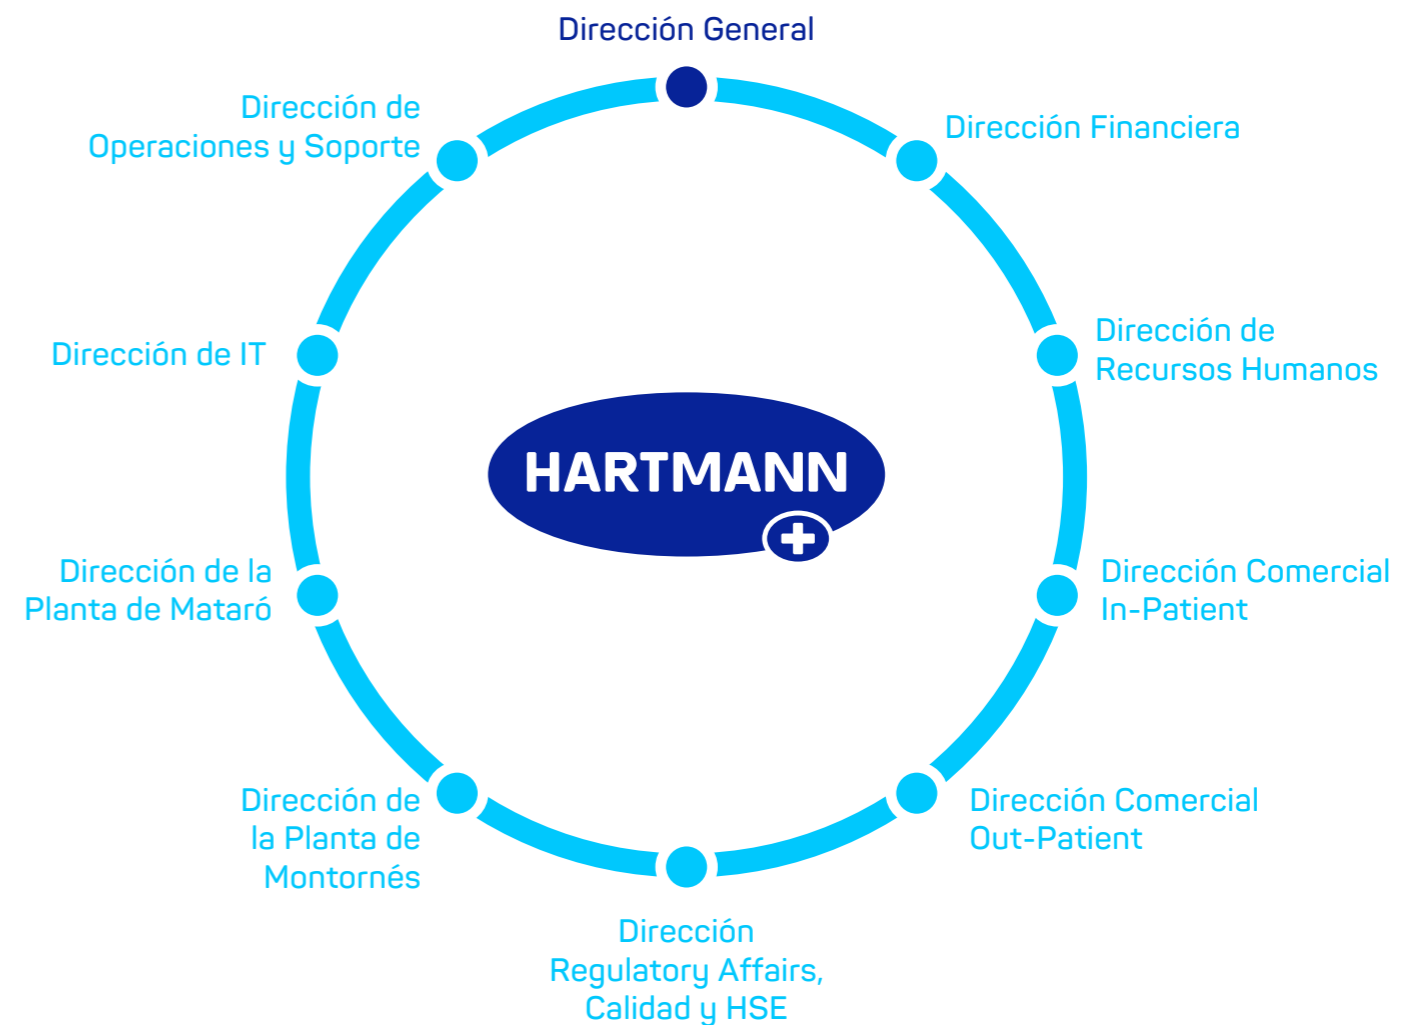 Dirección General
Dirección Financiera
Dirección de
Recursos Humanos
Dirección Comercial
In-Patient
Dirección Comercial
Out-Patient
Dirección
Regulatory Affairs,
Calidad y HSE
Dirección de
la Planta de
Montornés
Dirección de la
Planta de Mataró
Dirección de IT
Dirección de
Operaciones y Soporte
HARTMANN